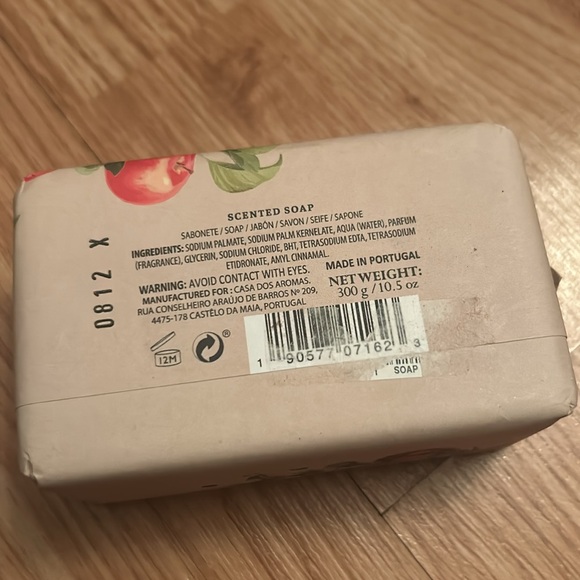 SCENTED SOAP
SABONETE / SOAP / JABÓN / SAVON / SEIFE / SAPONE
INGREDIENTS: SODIUM PALMATE, SODIUM PALM KERNELATE, AQUA (WATER), PARFUM
(FRAGRANCE), GLYCERIN, SODIUM CHLORIDE, BHT, TETRASODIUM EDTA, TETRASODIUM
ETIDRONATE, AMYL CINNAMAL.
WARNING: AVOID CONTACT WITH EYES.
MANUFACTURED FOR: CASA DOS AROMAS.
RUA CONSELHEIRO ARAÚJO DE BARROS Nº 209,
4475-178 CASTÊLO DA MAIA, PORTUGAL
MADE IN PORTUGAL
NET WEIGHT:
300 g / 10.5 oz
0812 X
12M
®
1 90577 07162 3
SOAP